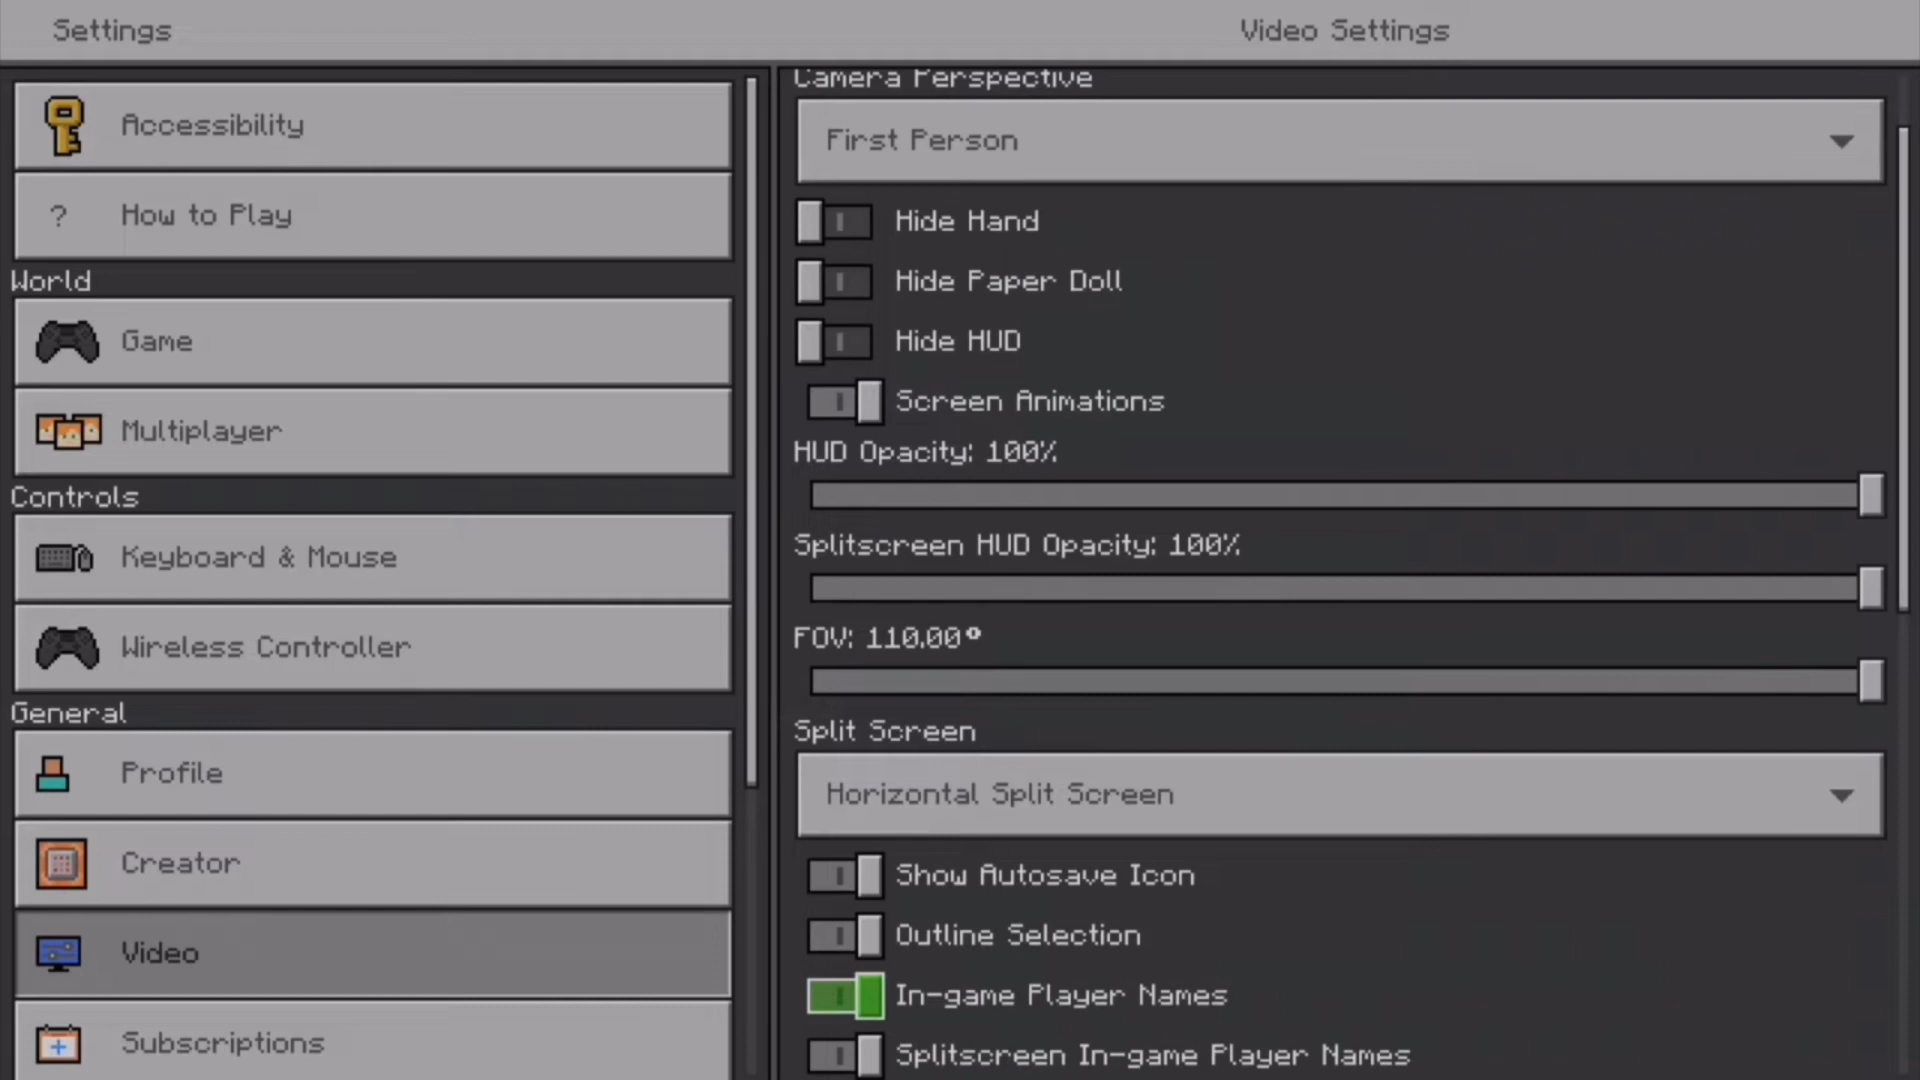 Settings
Video Settings
Accessibility
? How to Play
World
Game
Multiplayer
Controls
Keyboard & Mouse
Wireless Controller
General
Profile
Creator
Video
Subscriptions
Camera Perspective
First Person
Hide Hand
Hide Paper Doll
Hide HUD
Screen Animations
HUD Opacity: 100%
Splitscreen HUD Opacity: 100%
FOV: 110.00°
Split Screen
Horizontal Split Screen
Show Autosave Icon
Outline Selection
In-game Player Names
Splitscreen In-game Player Names